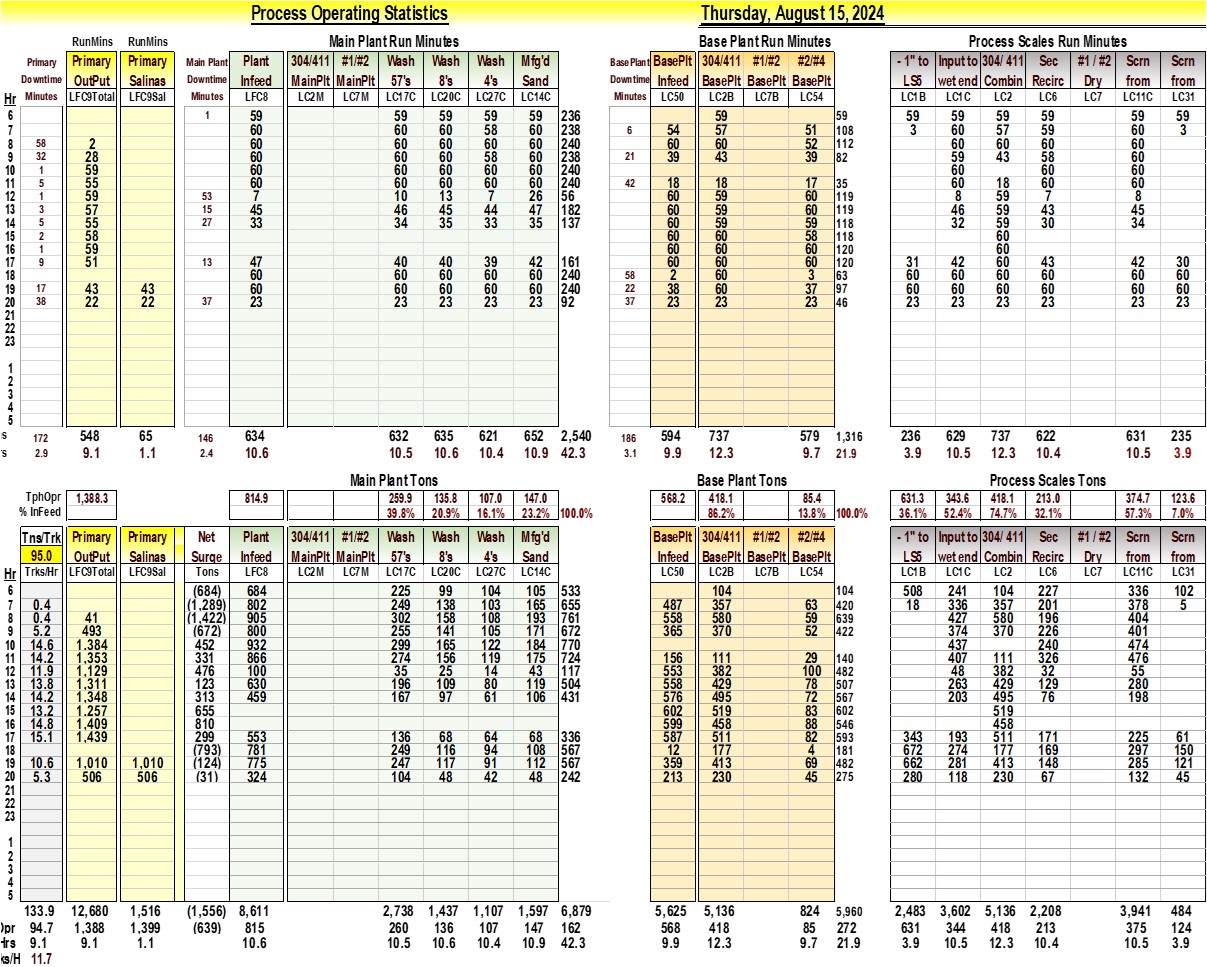 Process Operating Statistics Thursday, August 15, 2024
RunMins RunMins Main Plant Run Minutes Base Plant Run Minutes Process Scales Run Minutes
Primary Primary Primary Main Plant Plant 304/411 #1/#2 Wash Wash Wash Mfg'd Base Plant BasePlt 304/411 #1/#2 #2/#4 - 1" to Input to 304/ 411 Sec #1 / #2 Scrn Scrn
Downtime OutPut Salinas Downtime Infeed MainPlt MainPlt 57's 8's 4's Sand Downtime Infeed BasePlt BasePlt BasePlt LS5 wet end Combin Recirc Dry from from
Hr Minutes LFC9Total LFC9Sal Minutes LFC8 LC2M LC7M LC17C LC20C LC27C LC14C Minutes LC50 LC2B LC7B LC54 LC1B LC1C LC2 LC6 LC7 LC11C LC31
6 1 59 59 59 59 59 236 59 59 59 59 59 59 59 59
7 60 60 60 58 60 238 6 54 57 51 108 3 60 57 59 60 3
8 58 2 60 60 60 60 60 240 60 60 52 112 60 60 60 60
9 32 28 60 60 60 58 60 238 21 39 43 39 82 59 43 58 60
10 1 59 60 60 60 60 60 240 60 60 60
11 5 55 60 60 60 60 60 240 42 18 18 17 35 60 18 60 60
12 1 59 53 7 10 13 7 26 56 60 59 60 119 8 59 7 8
13 3 57 15 45 46 45 44 47 182 60 59 60 119 46 59 43 45
14 5 55 27 33 34 35 33 35 137 60 59 59 118 32 59 30 34
15 2 58 60 60 58 118 60
16 1 59 60 60 60 120 60
17 9 51 13 47 40 40 39 42 161 60 60 60 120 31 42 60 43 42 30
18 60 60 60 60 60 240 58 2 60 3 63 60 60 60 60 60 60
19 17 43 43 60 60 60 60 60 240 22 38 60 37 97 60 60 60 60 60 60
20 38 22 22 37 23 23 23 23 23 92 37 23 23 23 46 23 23 23 23 23 23
21
22
23
1
2
3
4
5
s 172 548 65 146 634 632 635 621 652 2,540 186 594 737 579 1,316 236 629 737 622 631 235
s 2.9 9.1 1.1 2.4 10.6 10.5 10.6 10.4 10.9 42.3 3.1 9.9 12.3 9.7 21.9 3.9 10.5 12.3 10.4 10.5 3.9
Main Plant Tons Base Plant Tons Process Scales Tons
TphOpr 1,388.3 814.9 259.9 135.8 107.0 147.0 568.2 418.1 85.4 631.3 343.6 418.1 213.0 374.7 123.6
% InFeed 39.8% 20.9% 16.1% 23.2% 100.0% 86.2% 13.8% 100.0% 36.1% 52.4% 74.7% 32.1% 57.3% 7.0%
Tns/Trk Primary Primary Net Plant 304/411 #1/#2 Wash Wash Wash Mfg'd BasePlt 304/411 #1/#2 #2/#4 - 1" to Input to 304/ 411 Sec #1 / #2 Scrn Scrn
95.0 OutPut Salinas Surge Infeed MainPlt MainPlt 57's 8's 4's Sand Infeed BasePlt BasePlt BasePlt LS5 wet end Combin Recirc Dry from from
Hr Trks/Hr LFC9Total LFC9Sal Tons LFC8 LC2M LC7M LC17C LC20C LC27C LC14C LC50 LC2B LC7B LC54 LC1B LC1C LC2 LC6 LC7 LC11C LC31
6 (684) 684 225 99 104 105 533 104 104 508 241 104 227 336 102
7 0.4 (1,289) 802 249 138 103 165 655 487 357 63 420 18 336 357 201 378 5
8 0.4 41 (1,422) 905 302 158 108 193 761 558 580 59 639 427 580 196 404
9 5.2 493 (672) 800 255 141 105 171 672 365 370 52 422 374 370 226 401
10 14.6 1,384 452 932 299 165 122 184 770 437 240 474
11 14.2 1,353 331 866 274 156 119 175 724 156 111 29 140 407 111 326 476
12 11.9 1,129 476 100 35 25 14 43 117 553 382 100 482 48 382 32 55
13 13.8 1,311 123 630 196 109 80 119 504 558 429 78 507 263 429 129 280
14 14.2 1,348 313 459 167 97 61 106 431 576 495 72 567 203 495 76 198
15 13.2 1,257 655 602 519 83 602 519
16 14.8 1,409 810 599 458 88 546 458
17 15.1 1,439 299 553 136 68 64 68 336 587 511 82 593 343 193 511 171 225 61
18 (793) 781 249 116 94 108 567 12 177 4 181 672 274 177 169 297 150
19 10.6 1,010 1,010 (124) 775 247 117 91 112 567 359 413 69 482 662 281 413 148 285 121
20 5.3 506 506 (31) 324 104 48 42 48 242 213 230 45 275 280 118 230 67 132 45
21
22
23
1
2
3
4
5
133.9 12,680 1,516 (1,556) 8,611 2,738 1,437 1,107 1,597 6,879 5,625 5,136 824 5,960 2,483 3,602 5,136 2,208 3,941 484
Opr 94.7 1,388 1,399 (639) 815 260 136 107 147 162 568 418 85 272 631 344 418 213 375 124
Hrs 9.1 9.1 1.1 10.6 10.5 10.6 10.4 10.9 42.3 9.9 12.3 9.7 21.9 3.9 10.5 12.3 10.4 10.5 3.9
ks/H 11.7